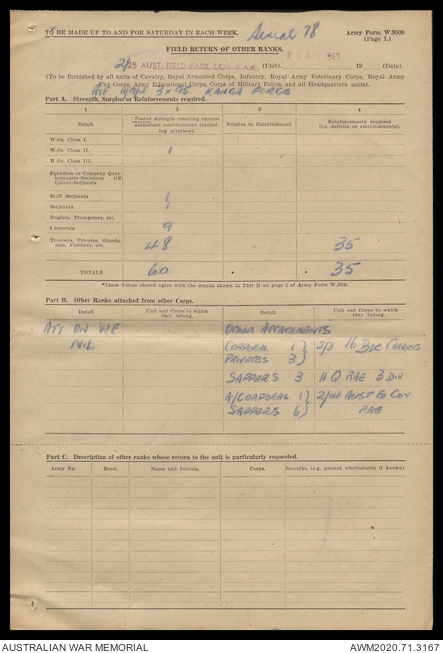 TO BE MADE UP TO AND FOR SATURDAY IN EACH WEEK.
Serial 78
Army Form W.3009
(Page 1.)
FIELD RETURN OF OTHER RANKS.
2/25 AUST. FIELD PARK COY. R.A.E. (Unit). 19 (Date).
(To be furnished by all units of Cavalry, Royal Armoured Corps, Infantry, Royal Army Veterinary Corps, Royal Army
Pay Corps, Army Educational Corps, Corps of Military Police, and all Headquarters units).
KANGA FORCE
Part A. Strength, Surplus or Reinforcements required.
1 2 3 4
Detail. Posted strength counting against authorized establishment (excluding attached). Surplus to Establishment. Reinforcements required (i.e. deficits on establishments).
W.Os. Class I.
W.Os. Class II. 1
W.Os. Class III.
Squadron or Company Quartermaster-Serjeants OR Colour-Serjeants
Staff Serjeants 1
Serjeants 1
Buglers, Trumpeters, etc.
Corporals 9
Troopers, Privates, Guardsmen, Fusiliers, etc. 48 35
TOTALS 60 * 35
*These Totals should agree with the details shown in Part D on page 2 of Army Form W.3009.
Part B. Other Ranks attached from other Corps.
Detail Unit and Corps to which they belong. Detail. Unit and Corps to which they belong.
ATT ON WE OTHER ATTACHMENTS
NIL CORPORAL 1 } 2/3 16 BDE
PRIVATES 3 }
SAPPERS 3 H Q RAE 3 DIV
A/CORPORAL 1 } AUST FD COY
SAPPERS 6 } RAE
Part C. Description of other ranks whose return to the unit is particularly requested.
Army No. Rank. Name and Initials. Corps. Remarks (e.g. present whereabouts if known)
AUSTRALIAN WAR MEMORIAL AWM2020.71.3167